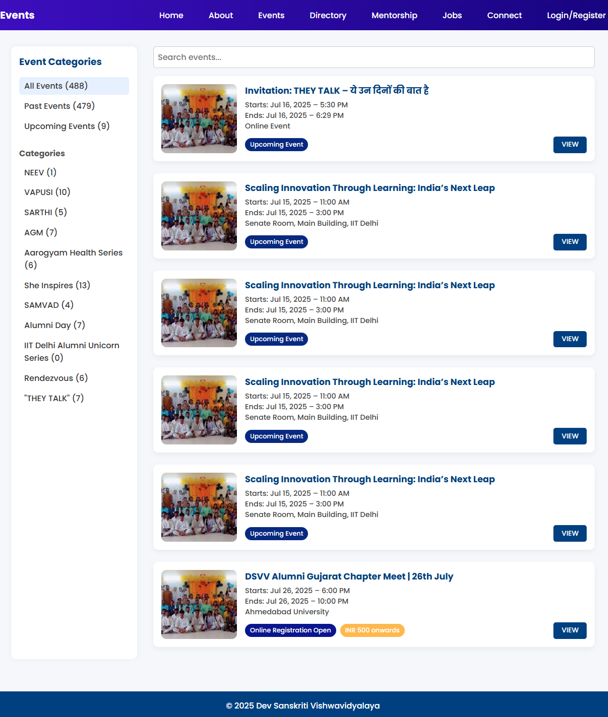 Events
Home About Events Directory Mentorship Jobs Connect Login/Register
Event Categories
All Events (488)
Past Events (479)
Upcoming Events (9)
Categories
NEEV (1)
VAPUSI (10)
SARTHI (5)
AGM (7)
Aarogyam Health Series
(6)
She Inspires (13)
SAMVAD (4)
Alumni Day (7)
IIT Delhi Alumni Unicorn
Series (0)
Rendezvous (6)
"THEY TALK" (7)
Search events...
Invitation: THEY TALK – ये उन दिनों की बात है
Starts: Jul 16, 2025 – 5:30 PM
Ends: Jul 16, 2025 – 6:29 PM
Online Event
Upcoming Event
VIEW
Scaling Innovation Through Learning: India's Next Leap
Starts: Jul 15, 2025 – 11:00 AM
Ends: Jul 15, 2025 – 3:00 PM
Senate Room, Main Building, IIT Delhi
Upcoming Event
VIEW
Scaling Innovation Through Learning: India's Next Leap
Starts: Jul 15, 2025 – 11:00 AM
Ends: Jul 15, 2025 – 3:00 PM
Senate Room, Main Building, IIT Delhi
Upcoming Event
VIEW
Scaling Innovation Through Learning: India's Next Leap
Starts: Jul 15, 2025 – 11:00 AM
Ends: Jul 15, 2025 – 3:00 PM
Senate Room, Main Building, IIT Delhi
Upcoming Event
VIEW
Scaling Innovation Through Learning: India's Next Leap
Starts: Jul 15, 2025 – 11:00 AM
Ends: Jul 15, 2025 – 3:00 PM
Senate Room, Main Building, IIT Delhi
Upcoming Event
VIEW
DSVV Alumni Gujarat Chapter Meet | 26th July
Starts: Jul 26, 2025 – 6:00 PM
Ends: Jul 26, 2025 – 10:00 PM
Ahmedabad University
Online Registration Open INR 500 onwards
VIEW
© 2025 Dev Sanskriti Vishwavidyalaya